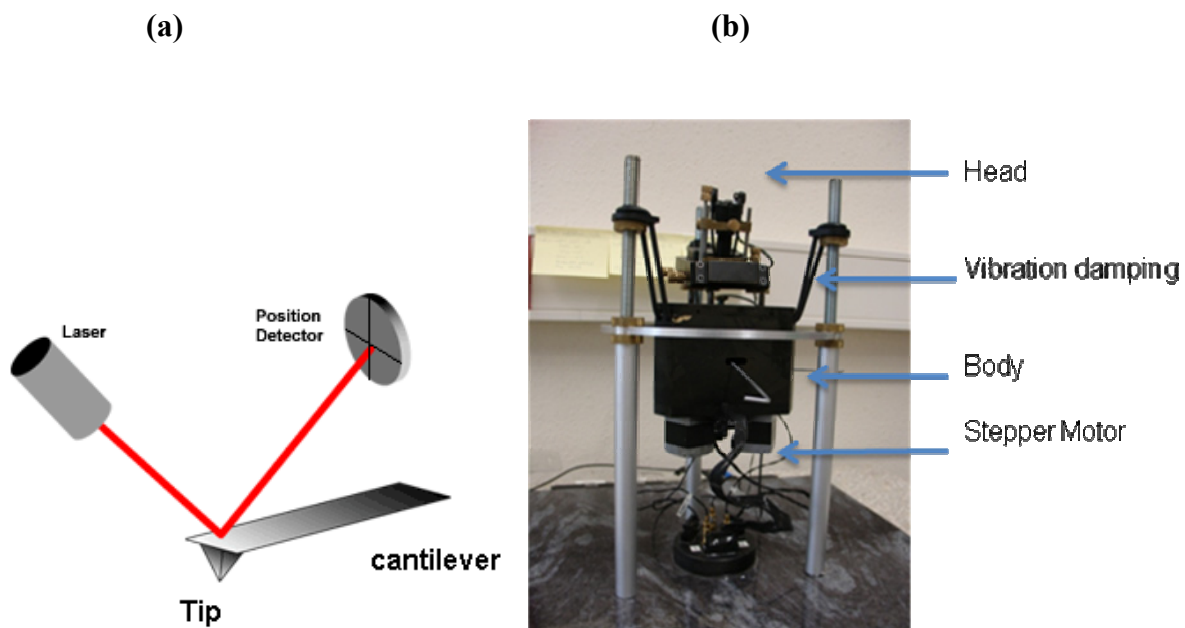 (a)
(b)
Laser
Position
Detector
cantilever
Tip
Head
Vibration damping
Body
Stepper Motor